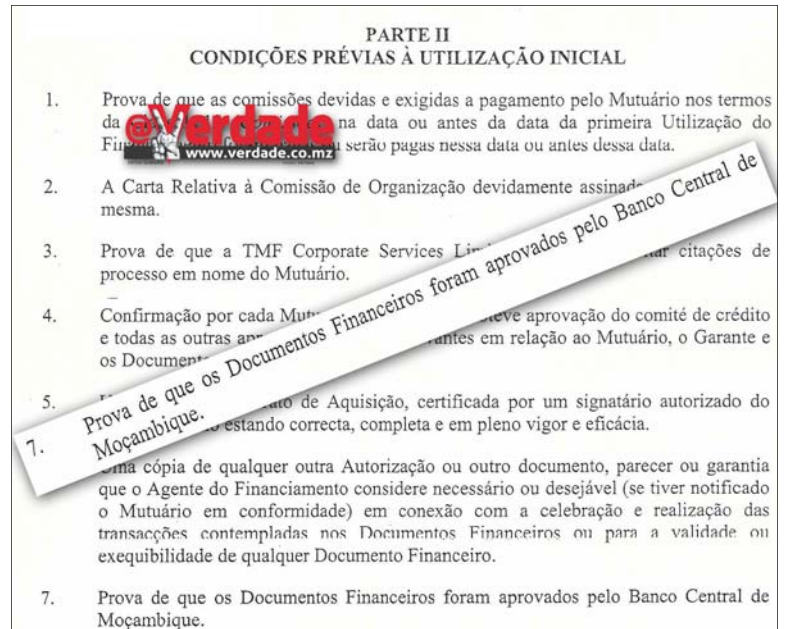 PARTE II
CONDIÇÕES PRÉVIAS À UTILIZAÇÃO INICIAL
1. Prova de que as comissões devidas e exigidas a pagamento pelo Mutuário nos termos
da na data ou antes da data da primeira Utilização do
serão pagas nessa data ou antes dessa data.
@Verdade
www.verdade.co.mz
2. A Carta Relativa à Comissão de Organização devidamente
mesma.
3. Prova de que a TMF Corporate Services citações de
processo em nome do Mutuário.
4. Confirmação por cada aprovação do comité de crédito
e todas as outras em relação ao Mutuário, o Garante e
os
5. de Aquisição, certificada por um signatário autorizado do
estando correcta, completa e em pleno vigor e eficácia.
7. Prova de que os Documentos Financeiros foram aprovados pelo Banco Central de
Moçambique.
cópia de qualquer outra Autorização ou outro documento, parecer ou garantia
que o Agente do Financiamento considere necessário ou desejável (se tiver notificado
o Mutuário em conformidade) em conexão com a celebração e realização das
transacções contempladas nos Documentos Financeiros ou para a validade ou
exequibilidade de qualquer Documento Financeiro.
7. Prova de que os Documentos Financeiros foram aprovados pelo Banco Central de
Moçambique.